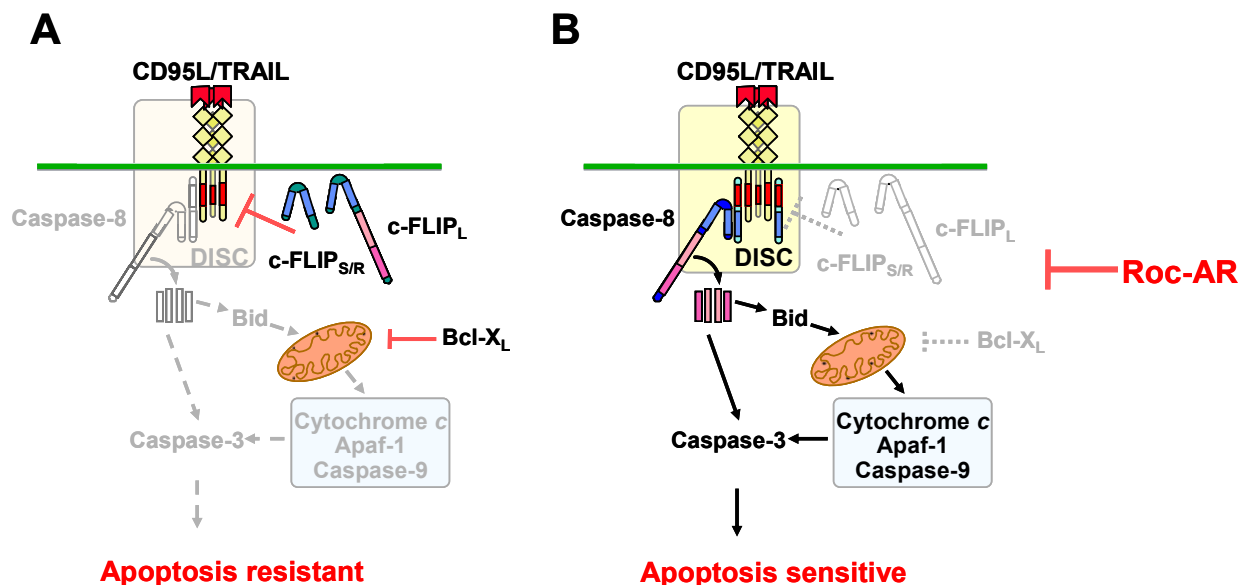 A
CD95L/TRAIL
Caspase-8
DISC
c-FLIPL
c-FLIPS/R
Bid
Bcl-XL
Cytochrome c
Apaf-1
Caspase-9
Caspase-3
Apoptosis resistant
B
CD95L/TRAIL
Caspase-8
DISC
c-FLIPL
c-FLIPS/R
Roc-AR
Bid
Bcl-XL
Cytochrome c
Apaf-1
Caspase-9
Caspase-3
Apoptosis sensitive